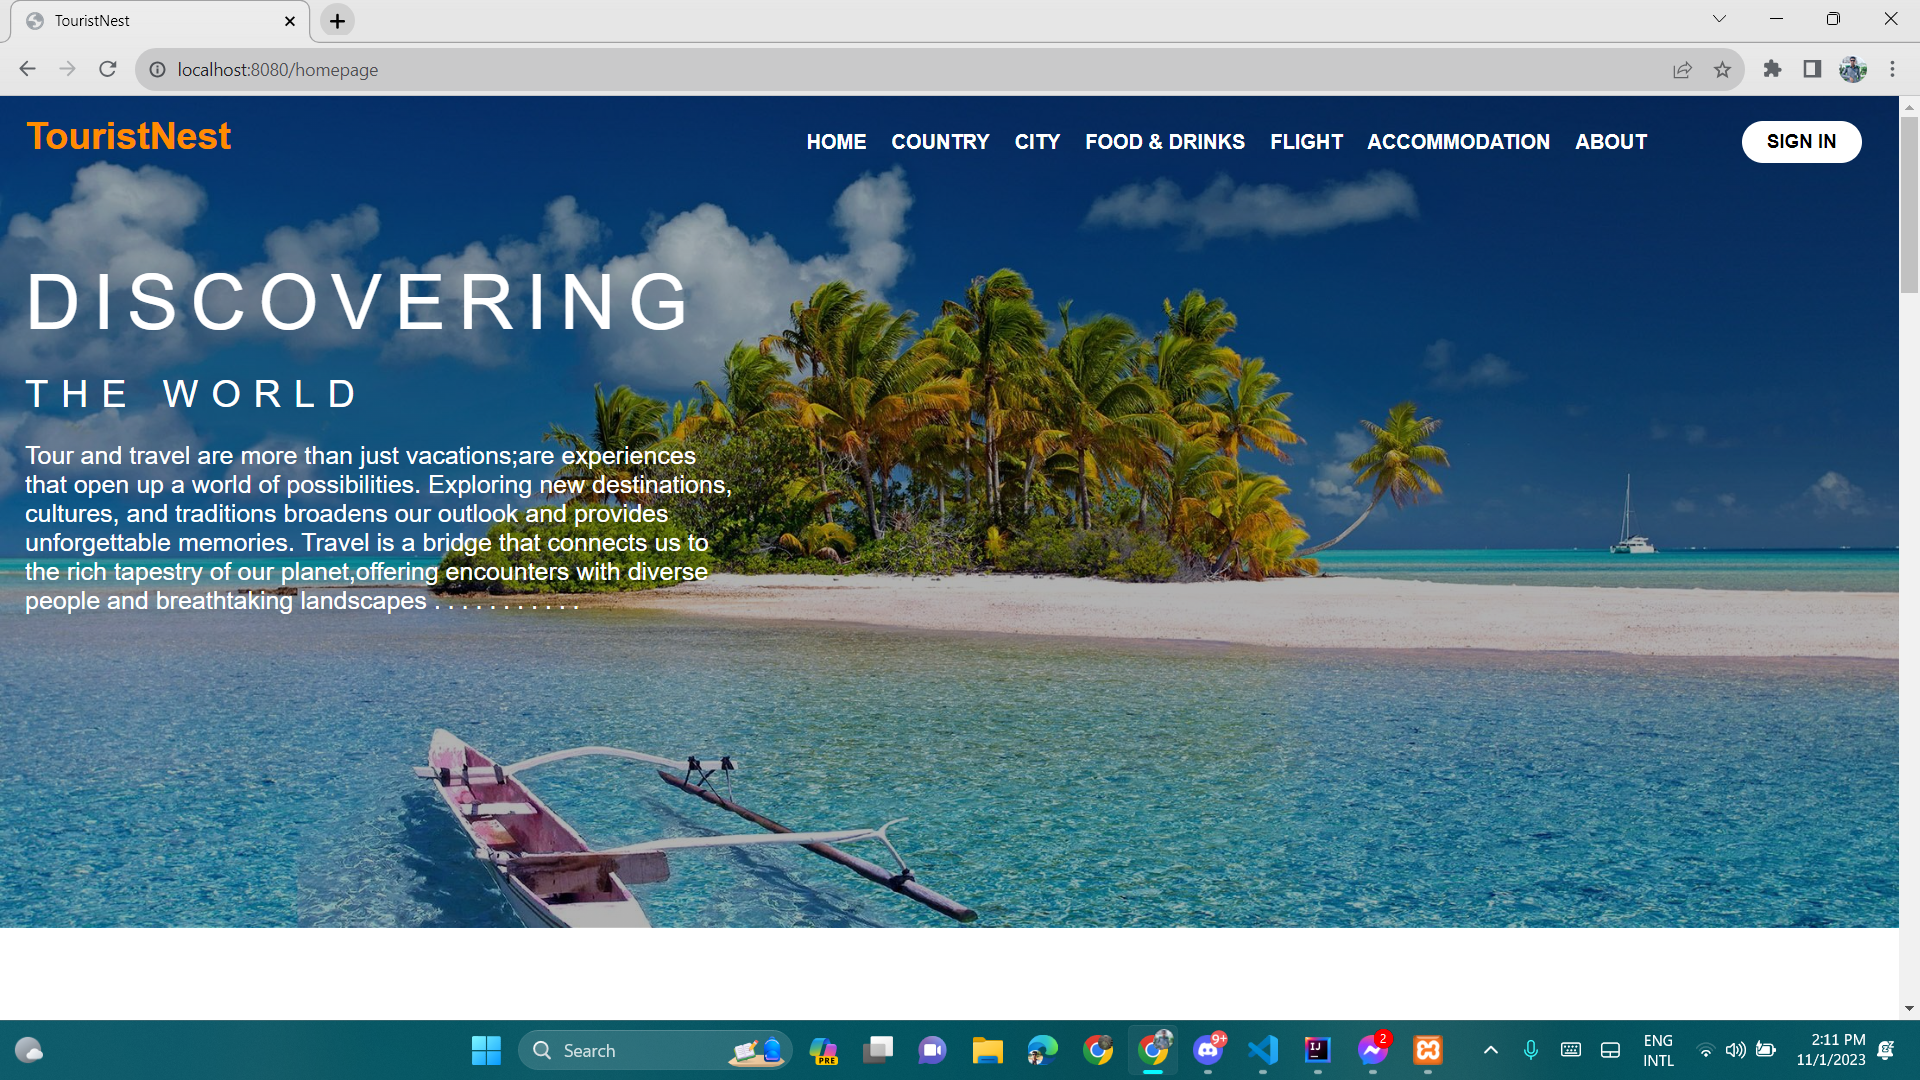 TouristNest
localhost:8080/homepage
TouristNest
HOME COUNTRY CITY FOOD & DRINKS FLIGHT ACCOMMODATION ABOUT SIGN IN
DISCOVERING
THE WORLD
Tour and travel are more than just vacations;are experiences
that open up a world of possibilities. Exploring new destinations,
cultures, and traditions broadens our outlook and provides
unforgettable memories. Travel is a bridge that connects us to
the rich tapestry of our planet,offering encounters with diverse
people and breathtaking landscapes . . . . . . . . . . .
Search
PRE
9+
IJ
2
ENG
INTL
2:11 PM
11/1/2023